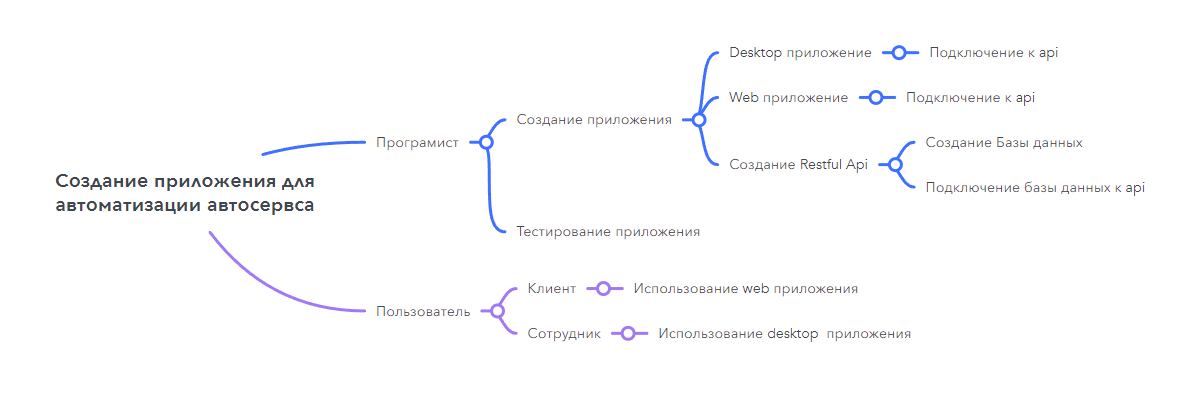 Создание приложения для
автоматизации автосервса
Програмист
Создание приложения
Desktop приложение
Подключение к api
Web приложение
Подключение к api
Создание Restful Api
Создание Базы данных
Подключение базы данных к api
Тестирование приложения
Пользователь
Клиент
Использование web приложения
Сотрудник
Использование desktop приложения